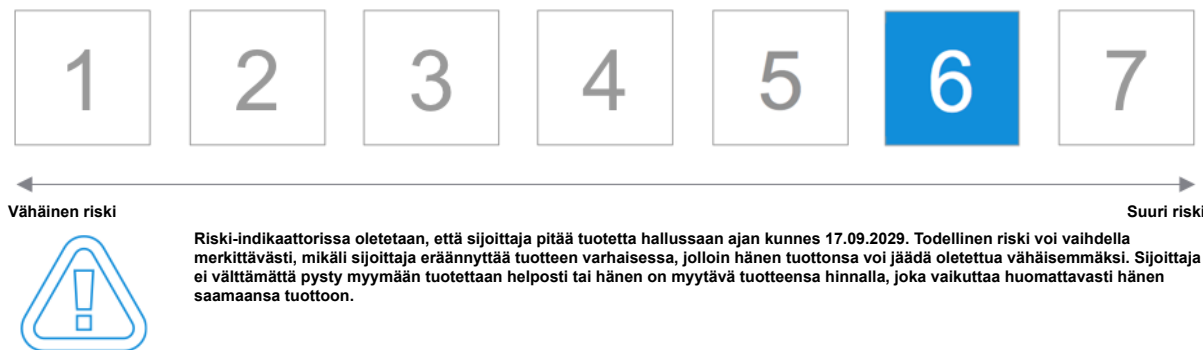 1 2 3 4 5 6 7
Vähäinen riski Suuri riski
Riski-indikaattorissa oletetaan, että sijoittaja pitää tuotetta hallussaan ajan kunnes 17.09.2029. Todellinen riski voi vaihdella
merkittävästi, mikäli sijoittaja eräännyttää tuotteen varhaisessa, jolloin hänen tuottonsa voi jäädä oletettua vähäisemmäksi. Sijoittaja
ei välttämättä pysty myymään tuotettaan helposti tai hänen on myytävä tuotteensa hinnalla, joka vaikuttaa huomattavasti hänen
saamaansa tuottoon.